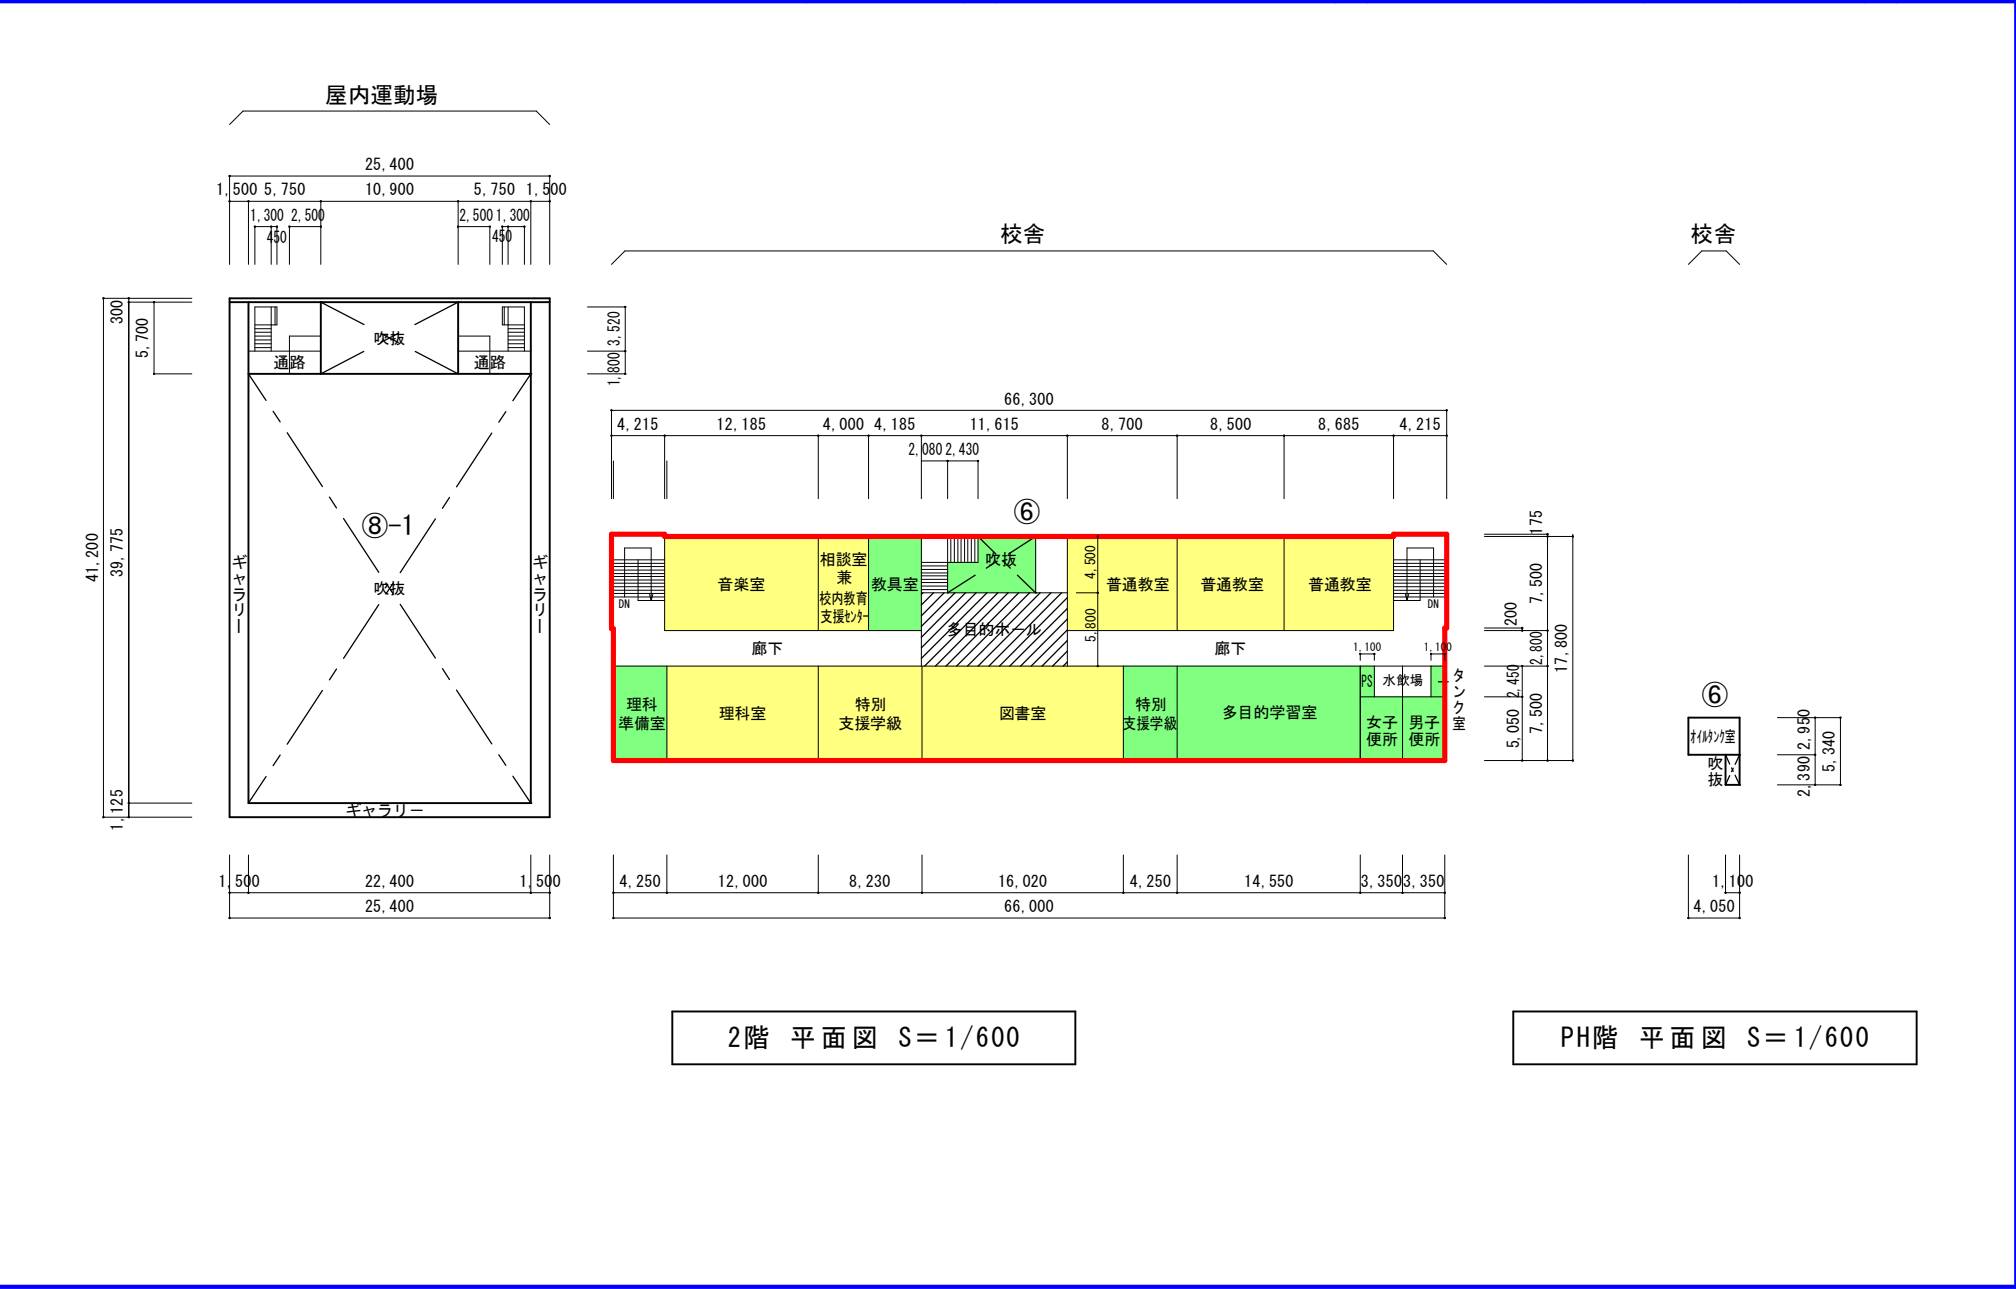 屋内運動場
25,400
1,500 5,750 10,900 5,750 1,500
1,300 2,500 2,500 1,300
450 450
校舎
校舎
300
5,700
41,200
39,775
1,125
吹抜
通路
通路
3,520
1,800
⑧-1
吹抜
ギャラリー
ギャラリー
ギャラリー
1,500 22,400 1,500
25,400
66,300
4,215 12,185 4,000 4,185 11,615 8,700 8,500 8,685 4,215
2,080 2,430
⑥
音楽室
相談室
兼
校内教育
支援センター
教具室
吹抜
4,500
普通教室
普通教室
普通教室
DN
DN
多目的ホール
5,800
廊下
廊下
1,100
1,100
理科
準備室
理科室
特別
支援学級
図書室
特別
支援学級
多目的学習室
PS
水飲場
タンク室
女子
便所
男子
便所
175
7,500
200
2,800
17,800
2,450
5,050
7,500
4,250 12,000 8,230 16,020 4,250 14,550 3,350 3,350
66,000
⑥
オイルタンク室
吹抜
2,950
2,390
5,340
1,100
4,050
2階 平面図 S=1/600
PH階 平面図 S=1/600